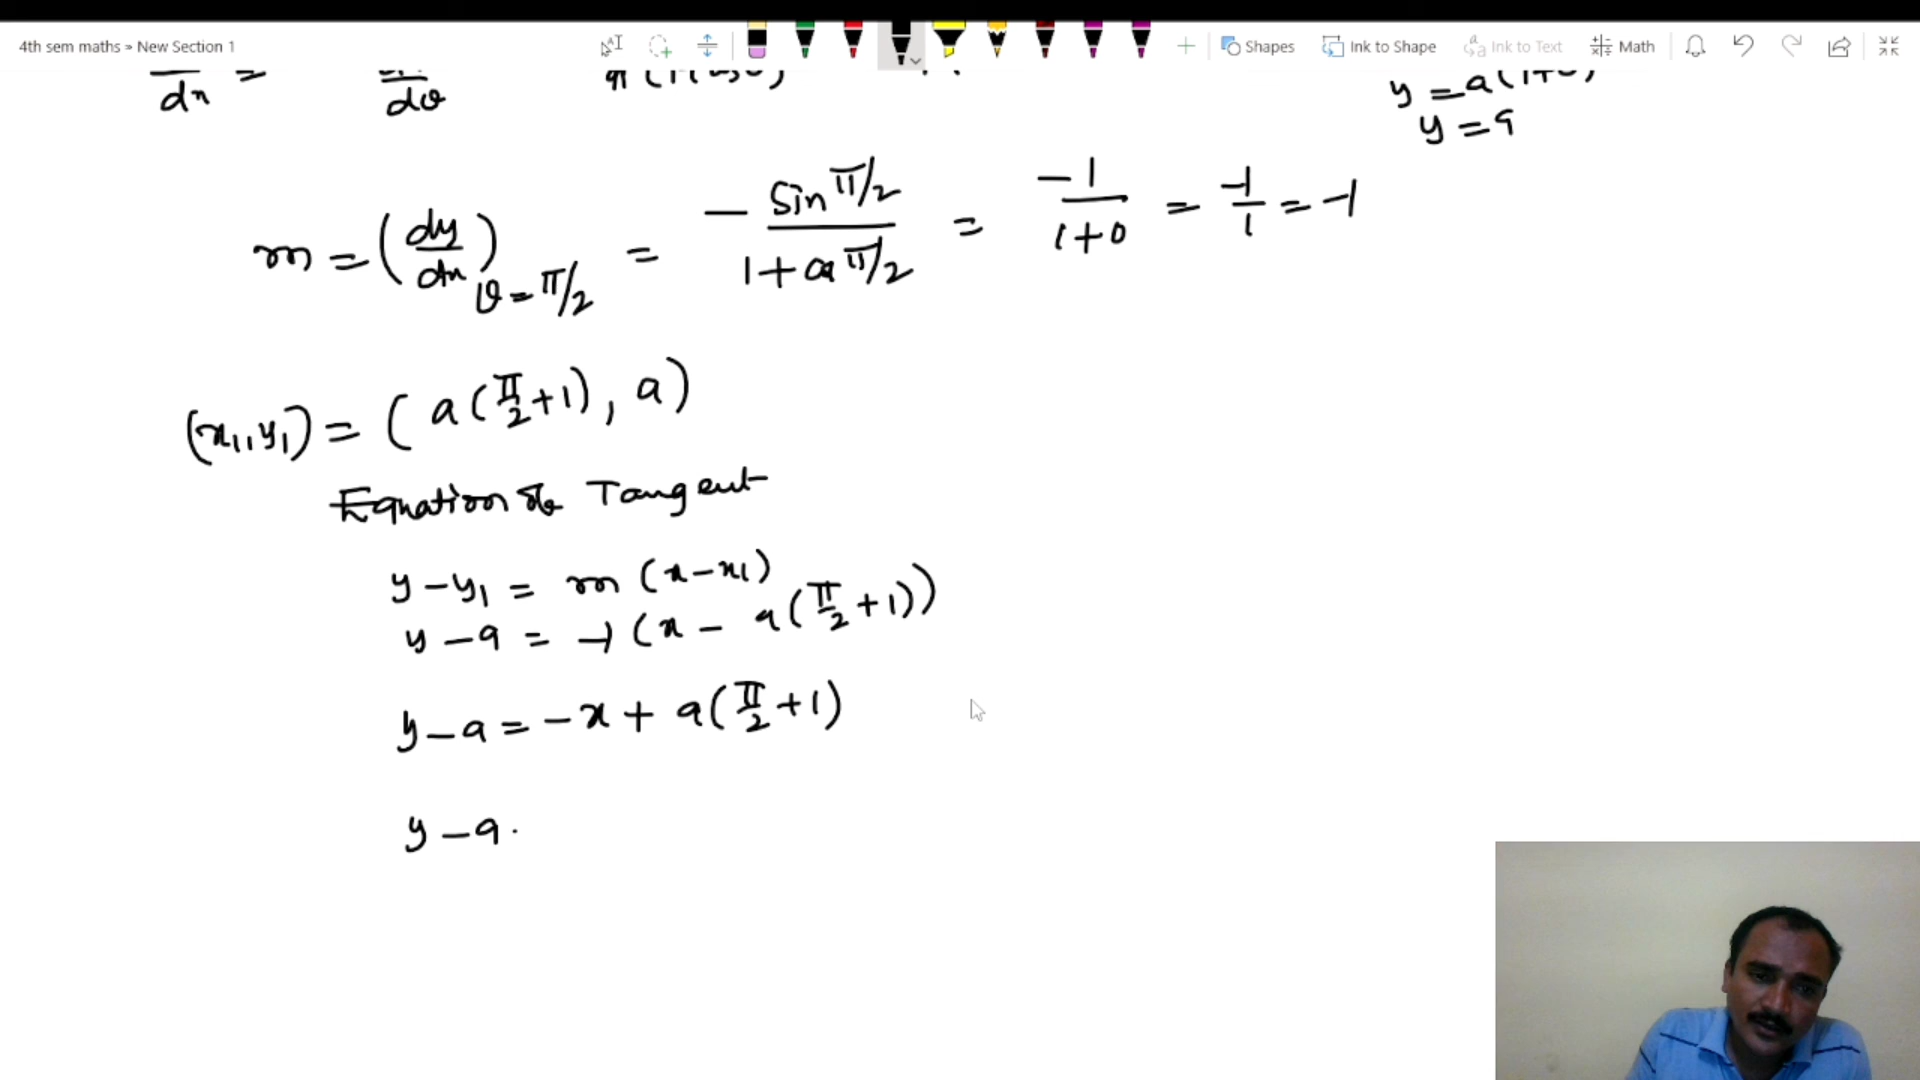 4th sem maths » New Section 1
Shapes
Ink to Shape
Ink to Text
Math
dx =
dθ
y = a(1+0)
y = a
m = (dy/dx) θ = π/2 = - Sin π/2 / 1 + cos π/2 = -1 / 1+0 = -1/1 = -1
(x1, y1) = ( a(π/2 + 1), a)
Equation of Tangent
y - y1 = m (x - x1)
y - a = -1 (x - a(π/2 + 1))
y - a = -x + a(π/2 + 1)
y - a